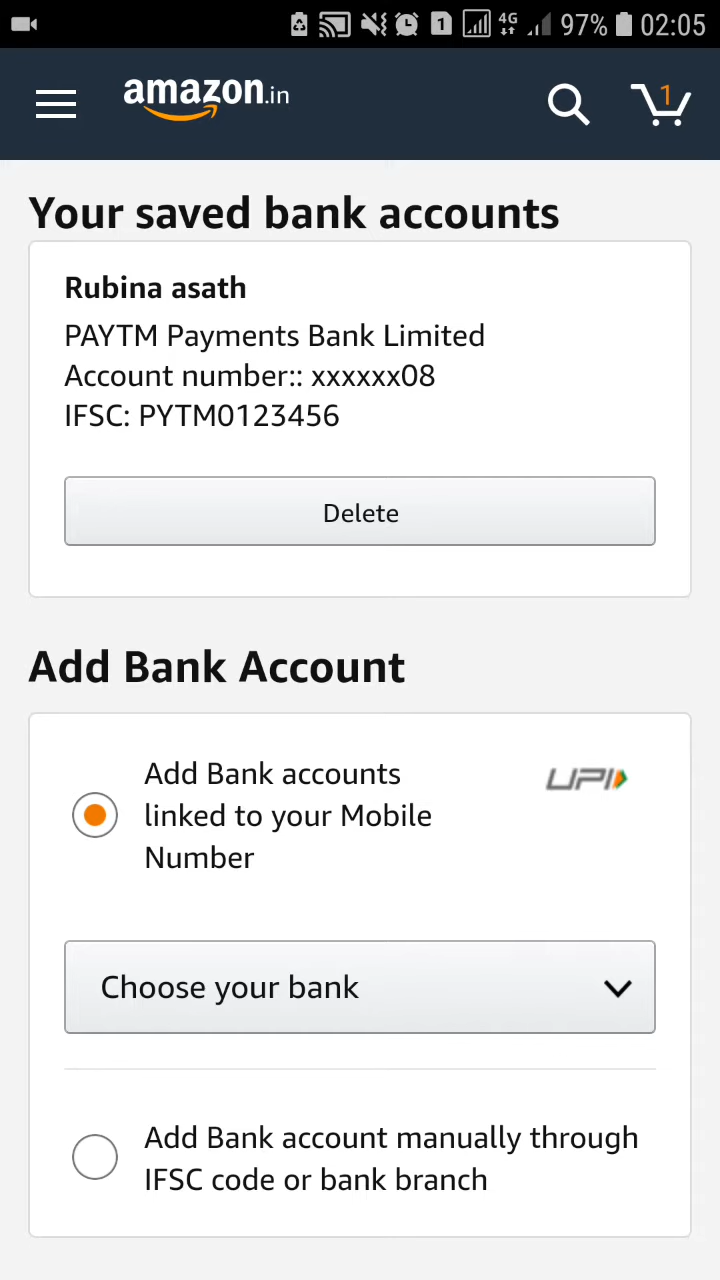 1 4G 97% 02:05
amazon.in 1
Your saved bank accounts
Rubina asath
PAYTM Payments Bank Limited
Account number:: xxxxxx08
IFSC: PYTM0123456
Delete
Add Bank Account
Add Bank accounts
linked to your Mobile
Number
UPI
Choose your bank
Add Bank account manually through
IFSC code or bank branch